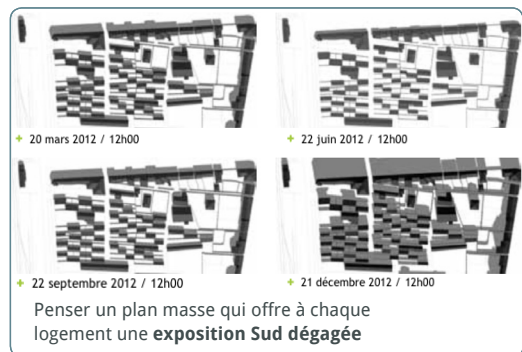 + 20 mars 2012 / 12h00
+ 22 juin 2012 / 12h00
+ 22 septembre 2012 / 12h00
+ 21 décembre 2012 / 12h00
Penser un plan masse qui offre à chaque
logement une exposition Sud dégagée